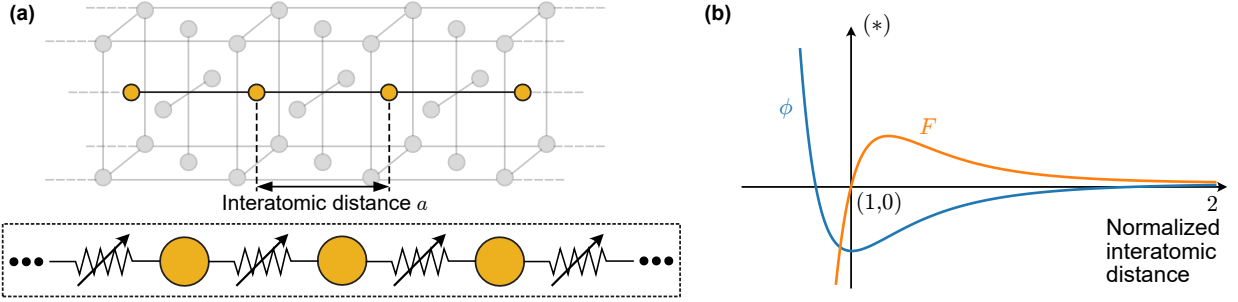 (a)
Interatomic distance a
(b)
(*)
ϕ
F
(1,0)
2
Normalized
interatomic
distance